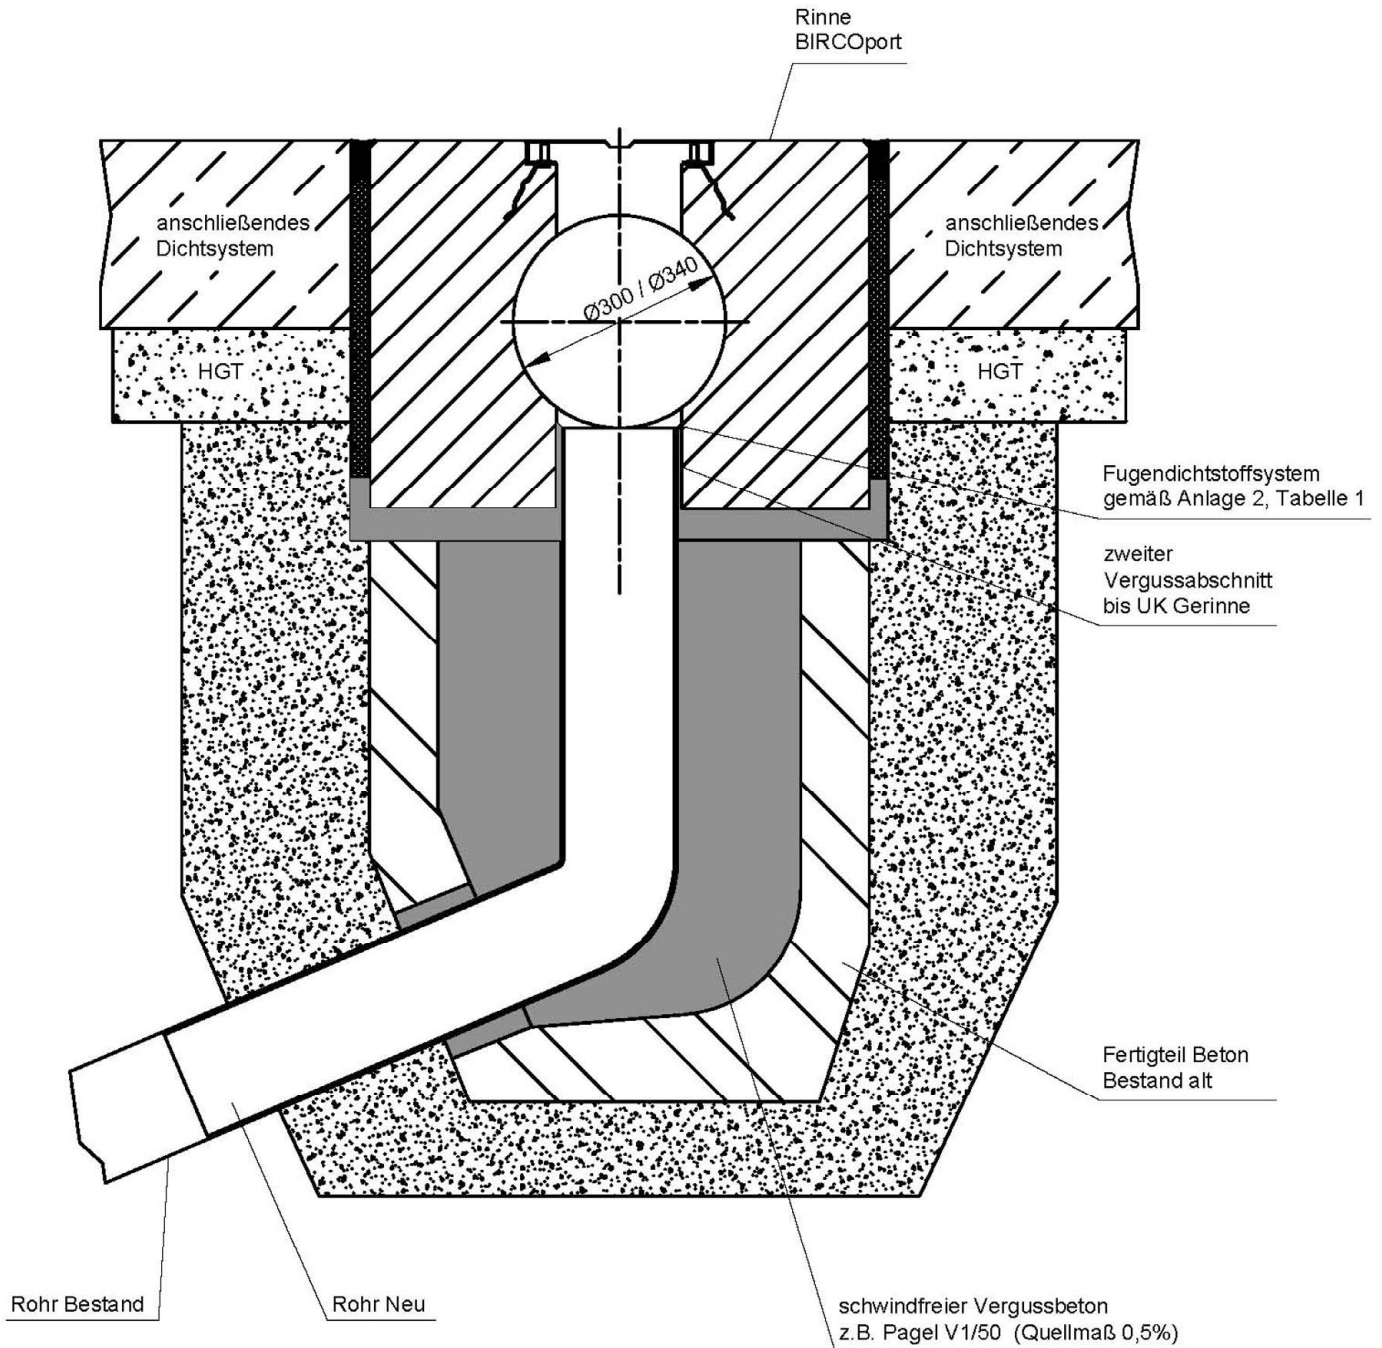 Rinne
BIRCOport
anschließendes
Dichtsystem
anschließendes
Dichtsystem
Ø300 / Ø340
HGT
HGT
Fugendichtstoffsystem
gemäß Anlage 2, Tabelle 1
zweiter
Vergussabschnitt
bis UK Gerinne
Fertigteil Beton
Bestand alt
Rohr Bestand
Rohr Neu
schwindfreier Vergussbeton
z.B. Pagel V1/50 (Quellmaß 0,5%)